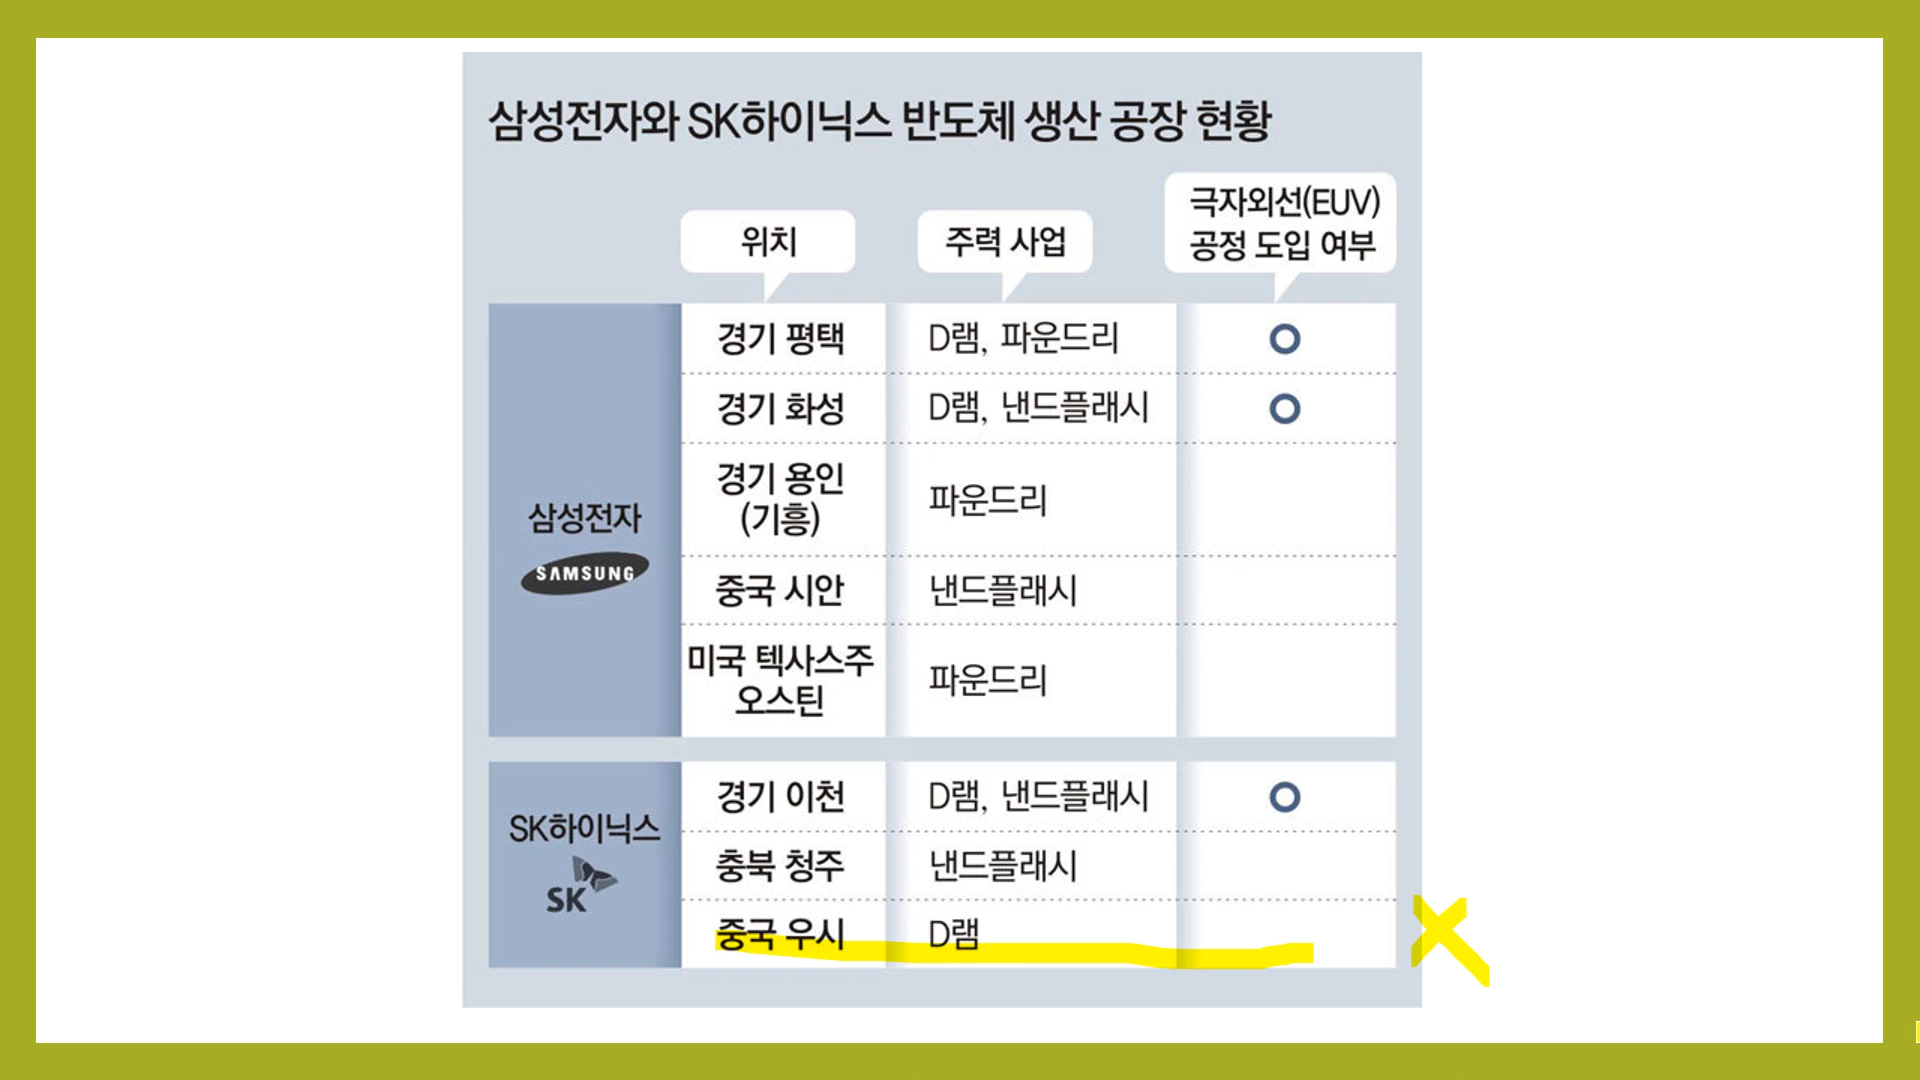 삼성전자와 SK하이닉스 반도체 생산 공장 현황
위치
주력 사업
극자외선(EUV)
공정 도입 여부
삼성전자
SAMSUNG
경기 평택 D램, 파운드리 O
경기 화성 D램, 낸드플래시 O
경기 용인
(기흥)
파운드리
중국 시안 낸드플래시
미국 텍사스주
오스틴
파운드리
SK하이닉스
SK
경기 이천 D램, 낸드플래시 O
충북 청주 낸드플래시
중국 우시 D램 X